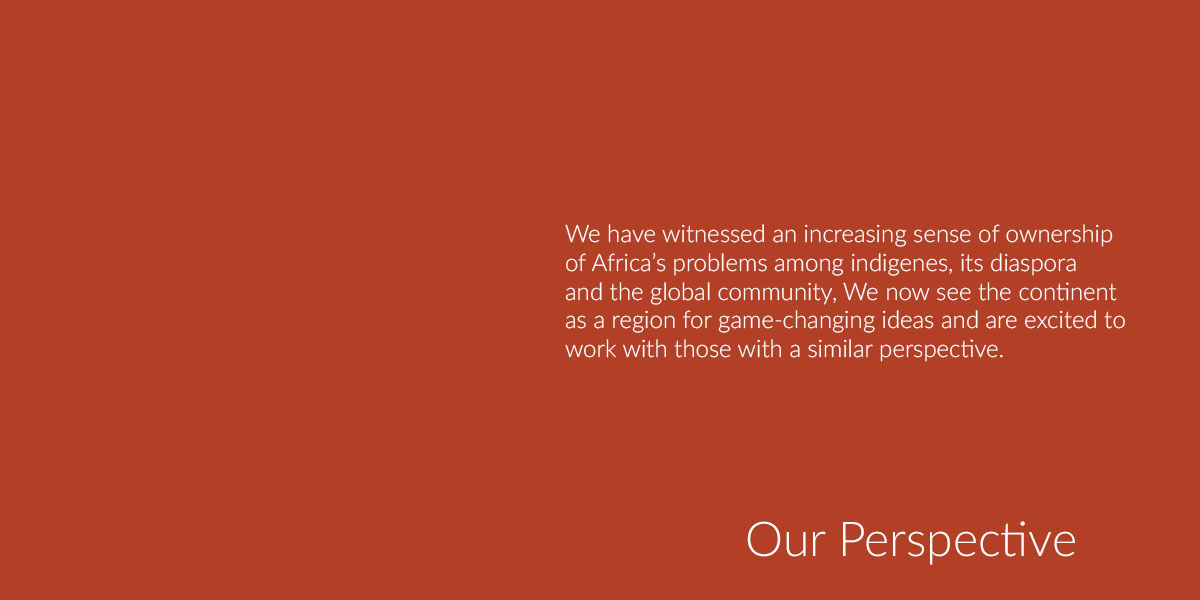 We have witnessed an increasing sense of ownership
of Africa’s problems among indigenes, its diaspora
and the global community, We now see the continent
as a region for game-changing ideas and are excited to
work with those with a similar perspective.
Our Perspective